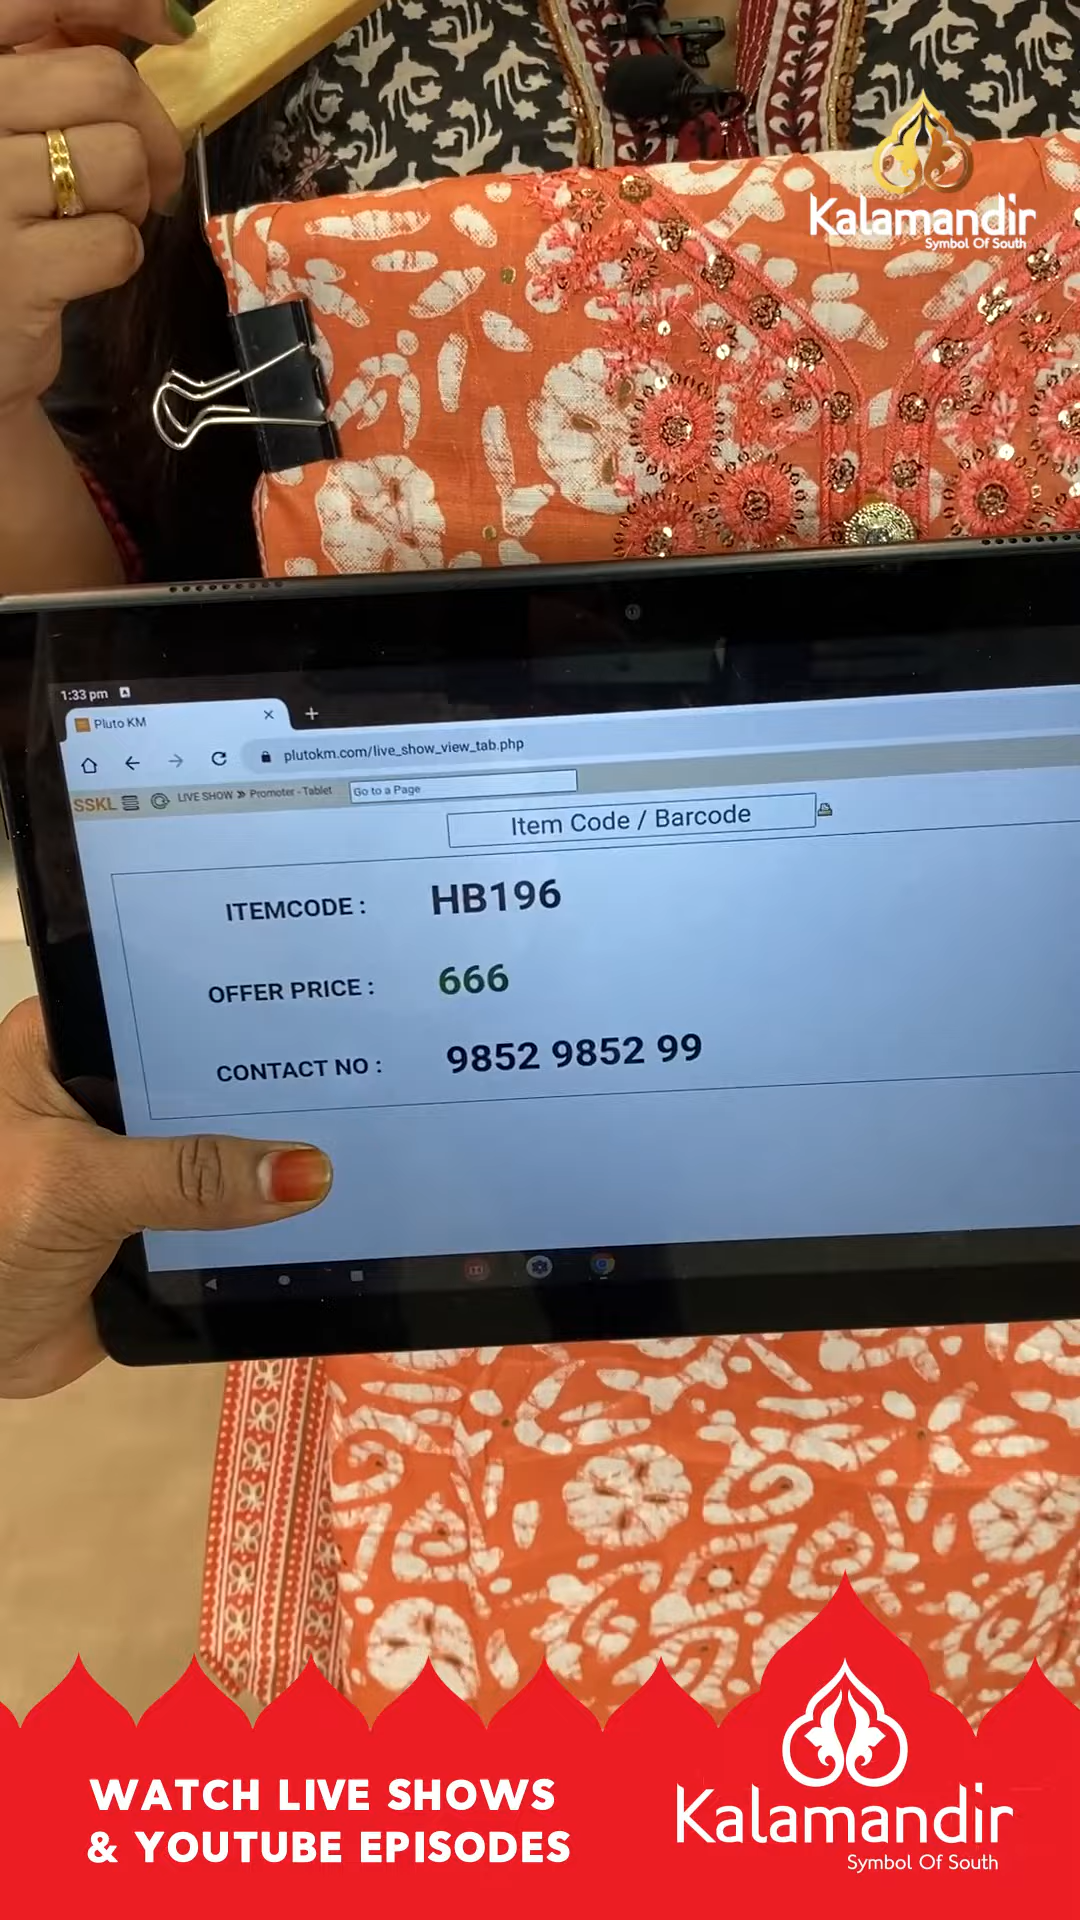 Kalamandir
Symbol Of South
1:33 pm
Pluto KM
plutokm.com/live_show_view_tab.php
SSKL LIVE SHOW >> Promoter - Tablet Go to a Page
Item Code / Barcode
ITEMCODE : HB196
OFFER PRICE : 666
CONTACT NO : 9852 9852 99
WATCH LIVE SHOWS
& YOUTUBE EPISODES
Kalamandir
Symbol Of South